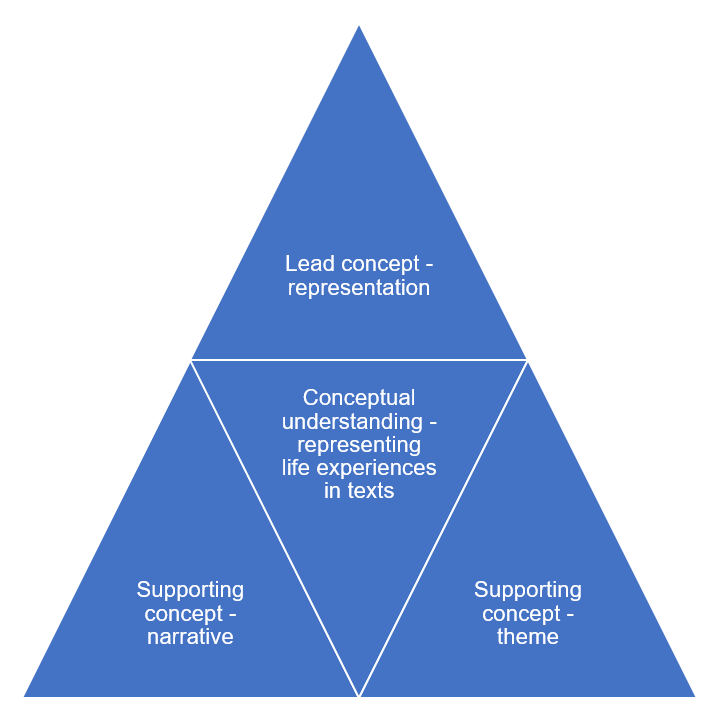 Lead concept -
representation
Conceptual
understanding -
representing
life experiences
in texts
Supporting
concept -
narrative
Supporting
concept -
theme